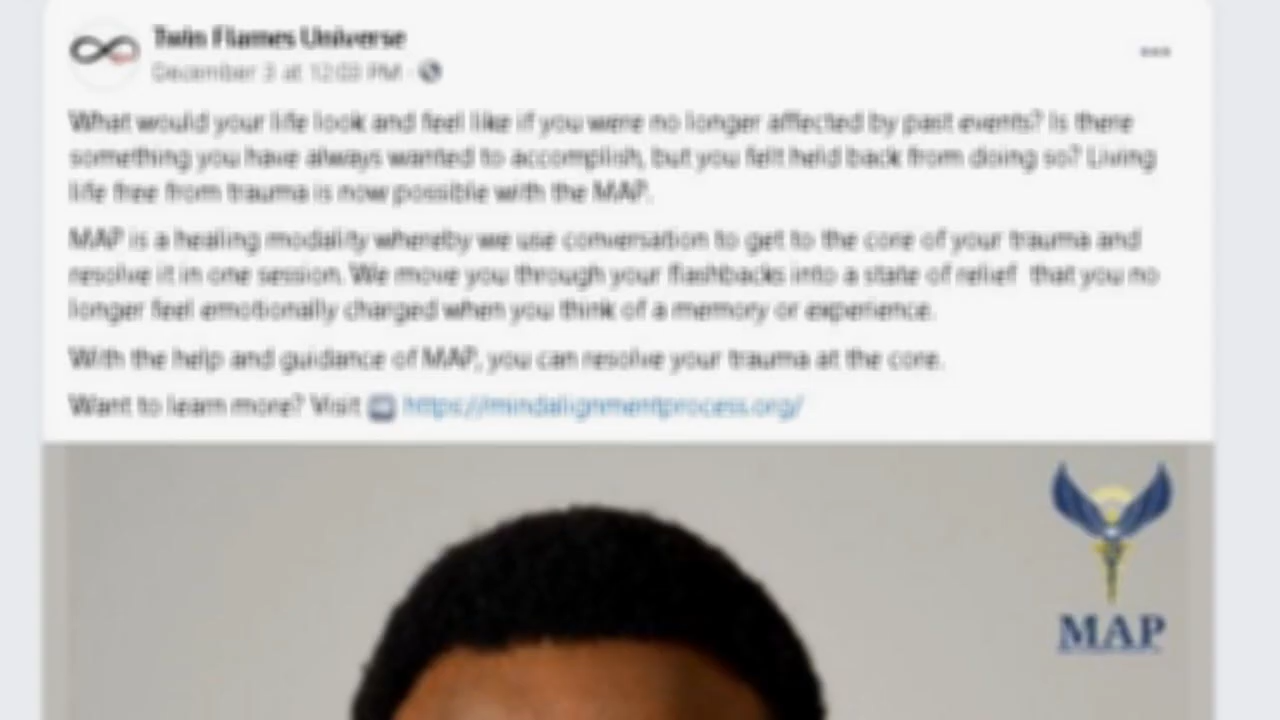 Twin Flames Universe
December 3 at 12:03 PM ·
What would your life look and feel like if you were no longer affected by past events? Is there
something you have always wanted to accomplish, but you felt held back from doing so? Living
life free from trauma is now possible with the MAP.
MAP is a healing modality whereby we use conversation to get to the core of your trauma and
resolve it in one session. We move you through your flashbacks into a state of relief that you no
longer feel emotionally charged when you think of a memory or experience.
With the help and guidance of MAP, you can resolve your trauma at the core.
Want to learn more? Visit ➡️ https://mindalignmentprocess.org/
MAP